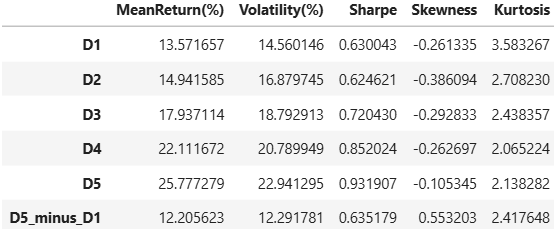 MeanReturn(%) Volatility(%) Sharpe Skewness Kurtosis
D1 13.571657 14.560146 0.630043 -0.261335 3.583267
D2 14.941585 16.879745 0.624621 -0.386094 2.708230
D3 17.937114 18.792913 0.720430 -0.292833 2.438357
D4 22.111672 20.789949 0.852024 -0.262697 2.065224
D5 25.777279 22.941295 0.931907 -0.105345 2.138282
D5_minus_D1 12.205623 12.291781 0.635179 0.553203 2.417648